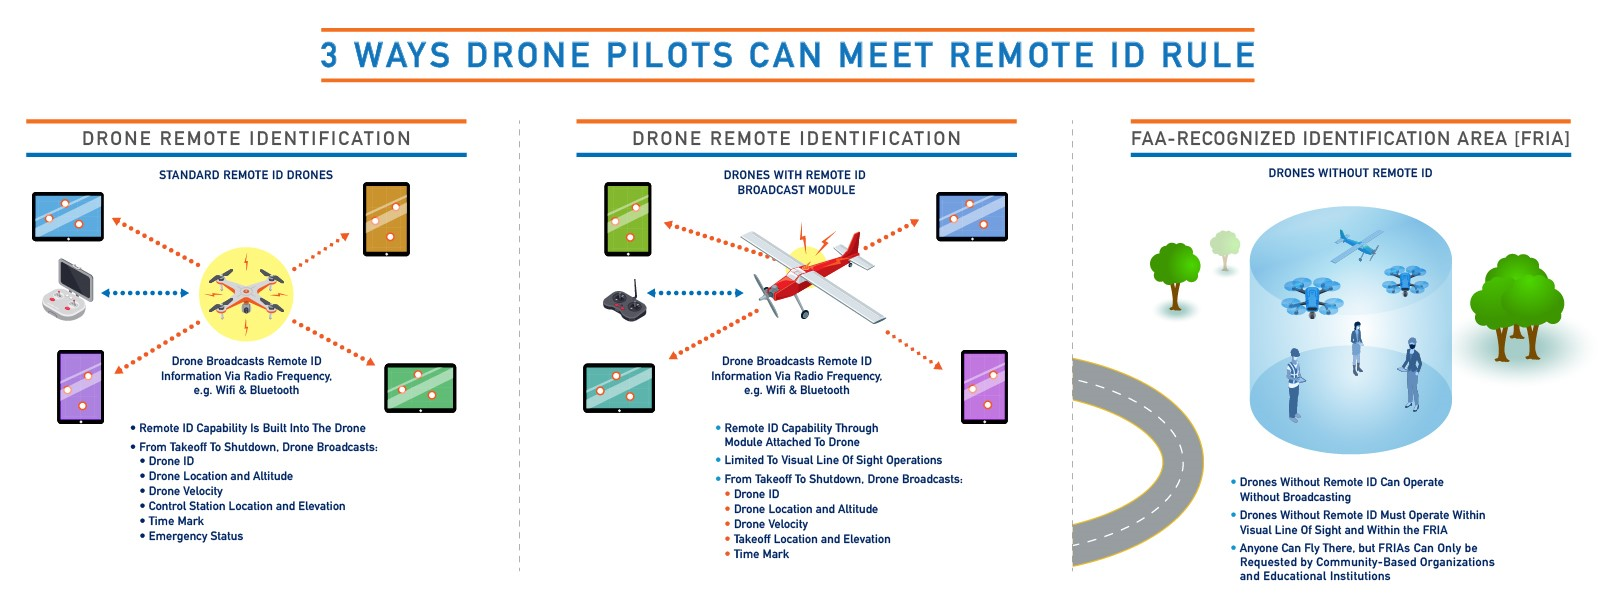 3 WAYS DRONE PILOTS CAN MEET REMOTE ID RULE
DRONE REMOTE IDENTIFICATION
STANDARD REMOTE ID DRONES
Drone Broadcasts Remote ID
Information Via Radio Frequency,
e.g. Wifi & Bluetooth
• Remote ID Capability Is Built Into The Drone
• From Takeoff To Shutdown, Drone Broadcasts:
• Drone ID
• Drone Location and Altitude
• Drone Velocity
• Control Station Location and Elevation
• Time Mark
• Emergency Status
DRONE REMOTE IDENTIFICATION
DRONES WITH REMOTE ID
BROADCAST MODULE
Drone Broadcasts Remote ID
Information Via Radio Frequency,
e.g. Wifi & Bluetooth
• Remote ID Capability Through
Module Attached To Drone
• Limited To Visual Line Of Sight Operations
• From Takeoff To Shutdown, Drone Broadcasts:
• Drone ID
• Drone Location and Altitude
• Drone Velocity
• Takeoff Location and Elevation
• Time Mark
FAA-RECOGNIZED IDENTIFICATION AREA [FRIA]
DRONES WITHOUT REMOTE ID
• Drones Without Remote ID Can Operate
Without Broadcasting
• Drones Without Remote ID Must Operate Within
Visual Line Of Sight and Within the FRIA
• Anyone Can Fly There, but FRIAs Can Only be
Requested by Community-Based Organizations
and Educational Institutions